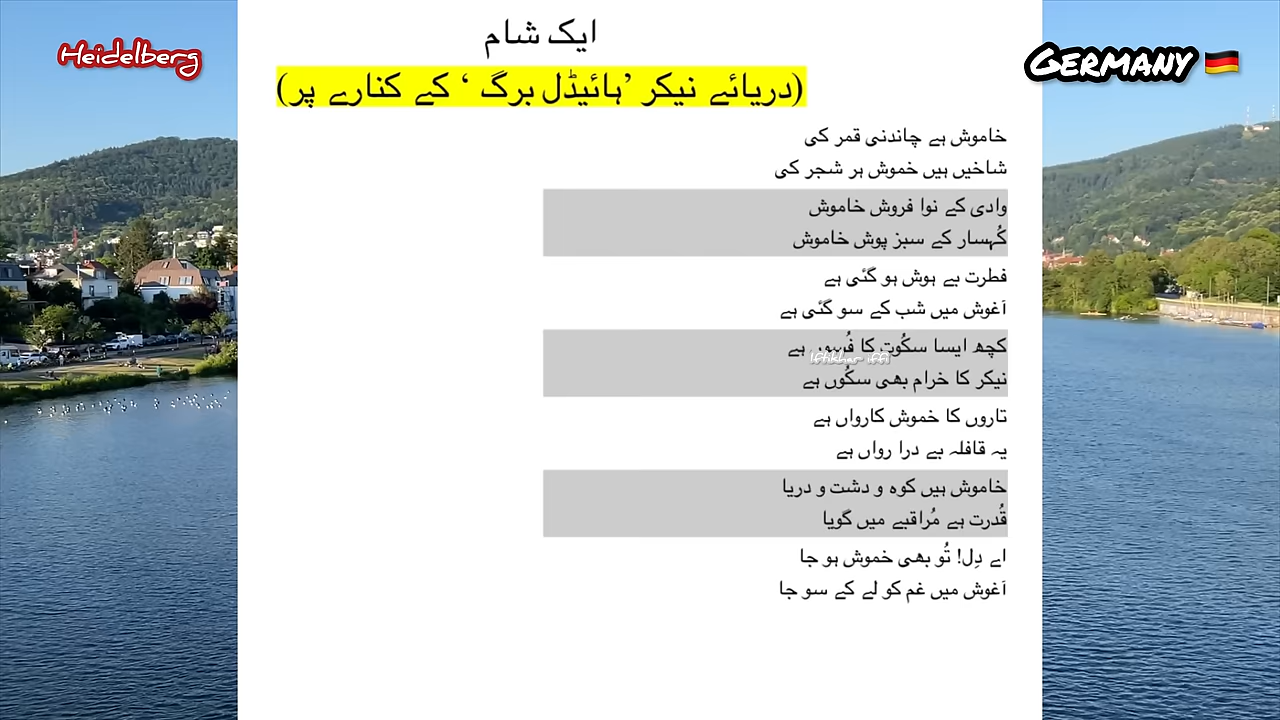 Heidelberg
GERMANY
ایک شام
(دریائے نیکر ’ہائیڈل برگ ‘ کے کنارے پر)
خاموش ہے چاندنی قمر کی
شاخیں ہیں خموش ہر شجر کی
وادی کے نوا فروش خاموش
کُہسار کے سبز پوش خاموش
فطرت بے ہوش ہو گئی ہے
آغوش میں شب کے سو گئی ہے
کچھ ایسا سکُوت کا ہے
نیکر کا خرام بھی سکُوں ہے
تاروں کا خموش کارواں ہے
یہ قافلہ بے درا رواں ہے
خاموش ہیں کوہ و دشت و دریا
قُدرت ہے مُراقبے میں گویا
اے دِل! تُو بھی خموش ہو جا
آغوش میں غم کو لے کے سو جا